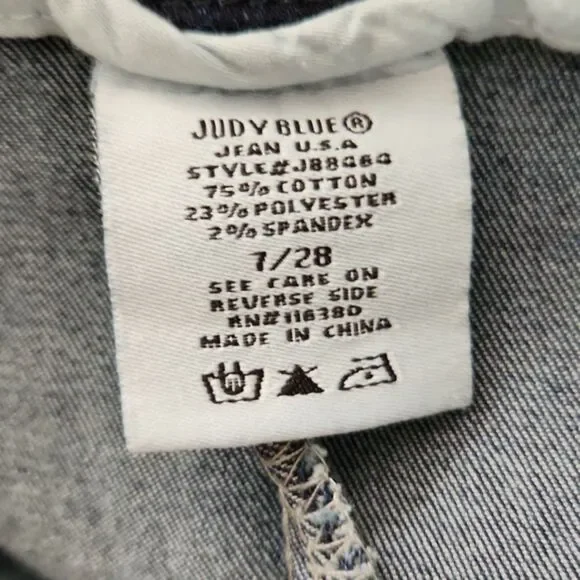 JUDY BLUE®
JEAN U.S.A
STYLE#J88464
75% COTTON
23% POLYESTER
2% SPANDEX
7/28
SEE CARE ON
REVERSE SIDE
RN#116380
MADE IN CHINA